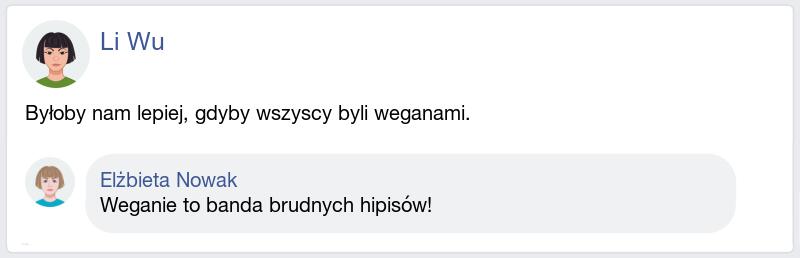 Li Wu
Byłoby nam lepiej, gdyby wszyscy byli weganami.
Elżbieta Nowak
Weganie to banda brudnych hipisów!